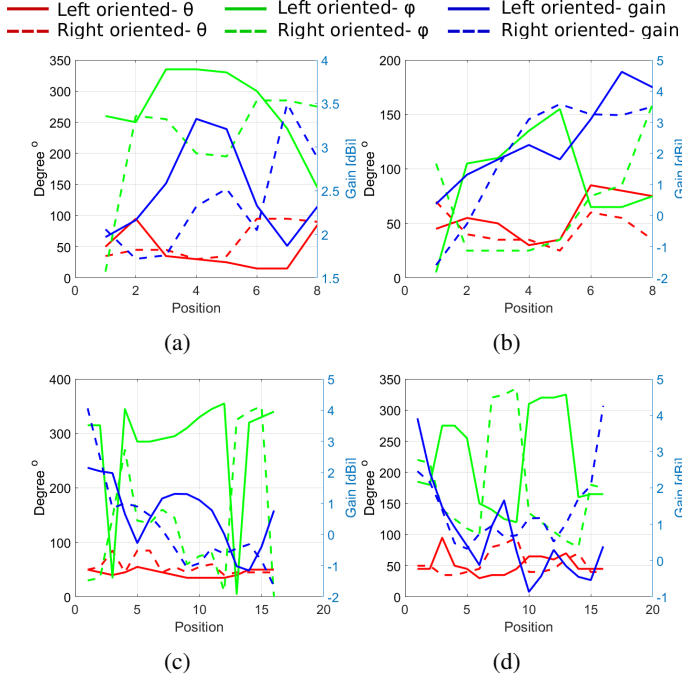 Left oriented- θ Left oriented- φ Left oriented- gain
Right oriented- θ Right oriented- φ Right oriented- gain
350 4 200 5
300 3.5 150 4
250 3 100 3
200 2.5 50 2
150 2 0 1
100 1.5 0
50 -1
0 -2
Degree ° Gain [dBi] Degree ° Gain [dBi]
0 2 4 6 8 0 2 4 6 8
Position Position
(a) (b)
400 5 350 5
350 4 300 4
300 3 250 3
250 2 200 2
200 1 150 1
150 0 100 0
100 -1 50 -1
50 -2 0
0
Degree ° Gain [dBi] Degree ° Gain [dBi]
0 5 10 15 20 0 5 10 15 20
Position Position
(c) (d)